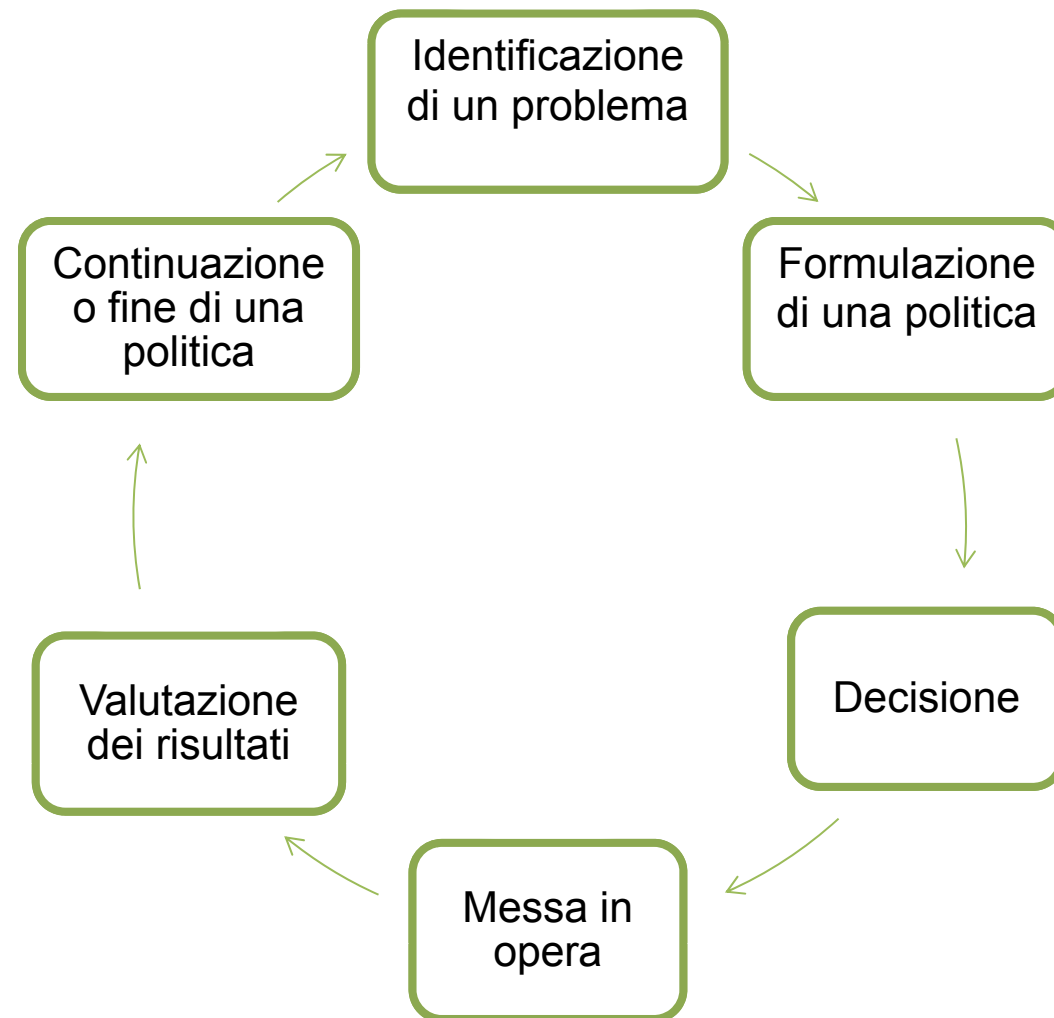 Identificazione
di un problema
Formulazione
di una politica
Decisione
Messa in
opera
Valutazione
dei risultati
Continuazione
o fine di una
politica